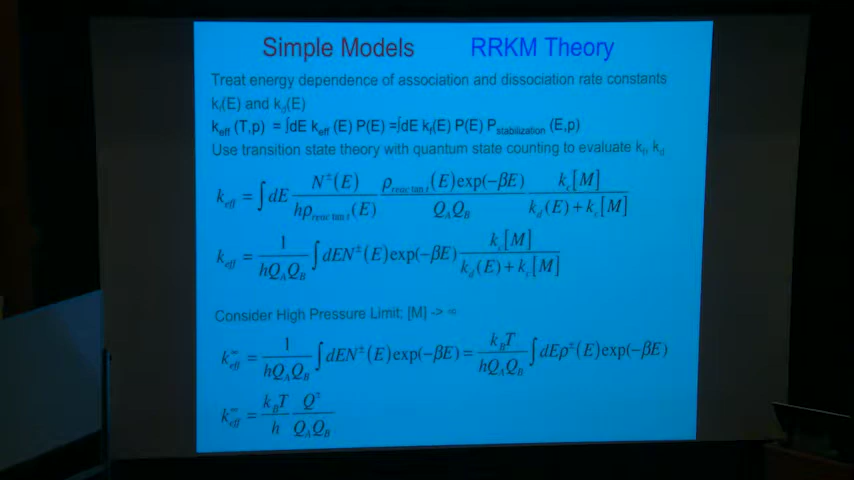 Simple Models RRKM Theory
Treat energy dependence of association and dissociation rate constants
k_f(E) and k_d(E)
k_eff (T,p) = ∫dE k_eff (E) P(E) =∫dE k_f(E) P(E) P_stabilization (E,p)
Use transition state theory with quantum state counting to evaluate k_f, k_d
k_eff = ∫ dE N^±(E) / hρ_reactant(E) ρ_reactant(E)exp(−βE) / Q_A Q_B k_c[M] / k_d(E) + k_c[M]
k_eff = 1 / hQ_A Q_B ∫ dEN^±(E)exp(−βE) k_c[M] / k_d(E) + k_c[M]
Consider High Pressure Limit; [M] -> ∞
k_eff^∞ = 1 / hQ_A Q_B ∫ dEN^±(E)exp(−βE) = k_B T / hQ_A Q_B ∫ dEρ^±(E)exp(−βE)
k_eff^∞ = k_B T / h Q^± / Q_A Q_B